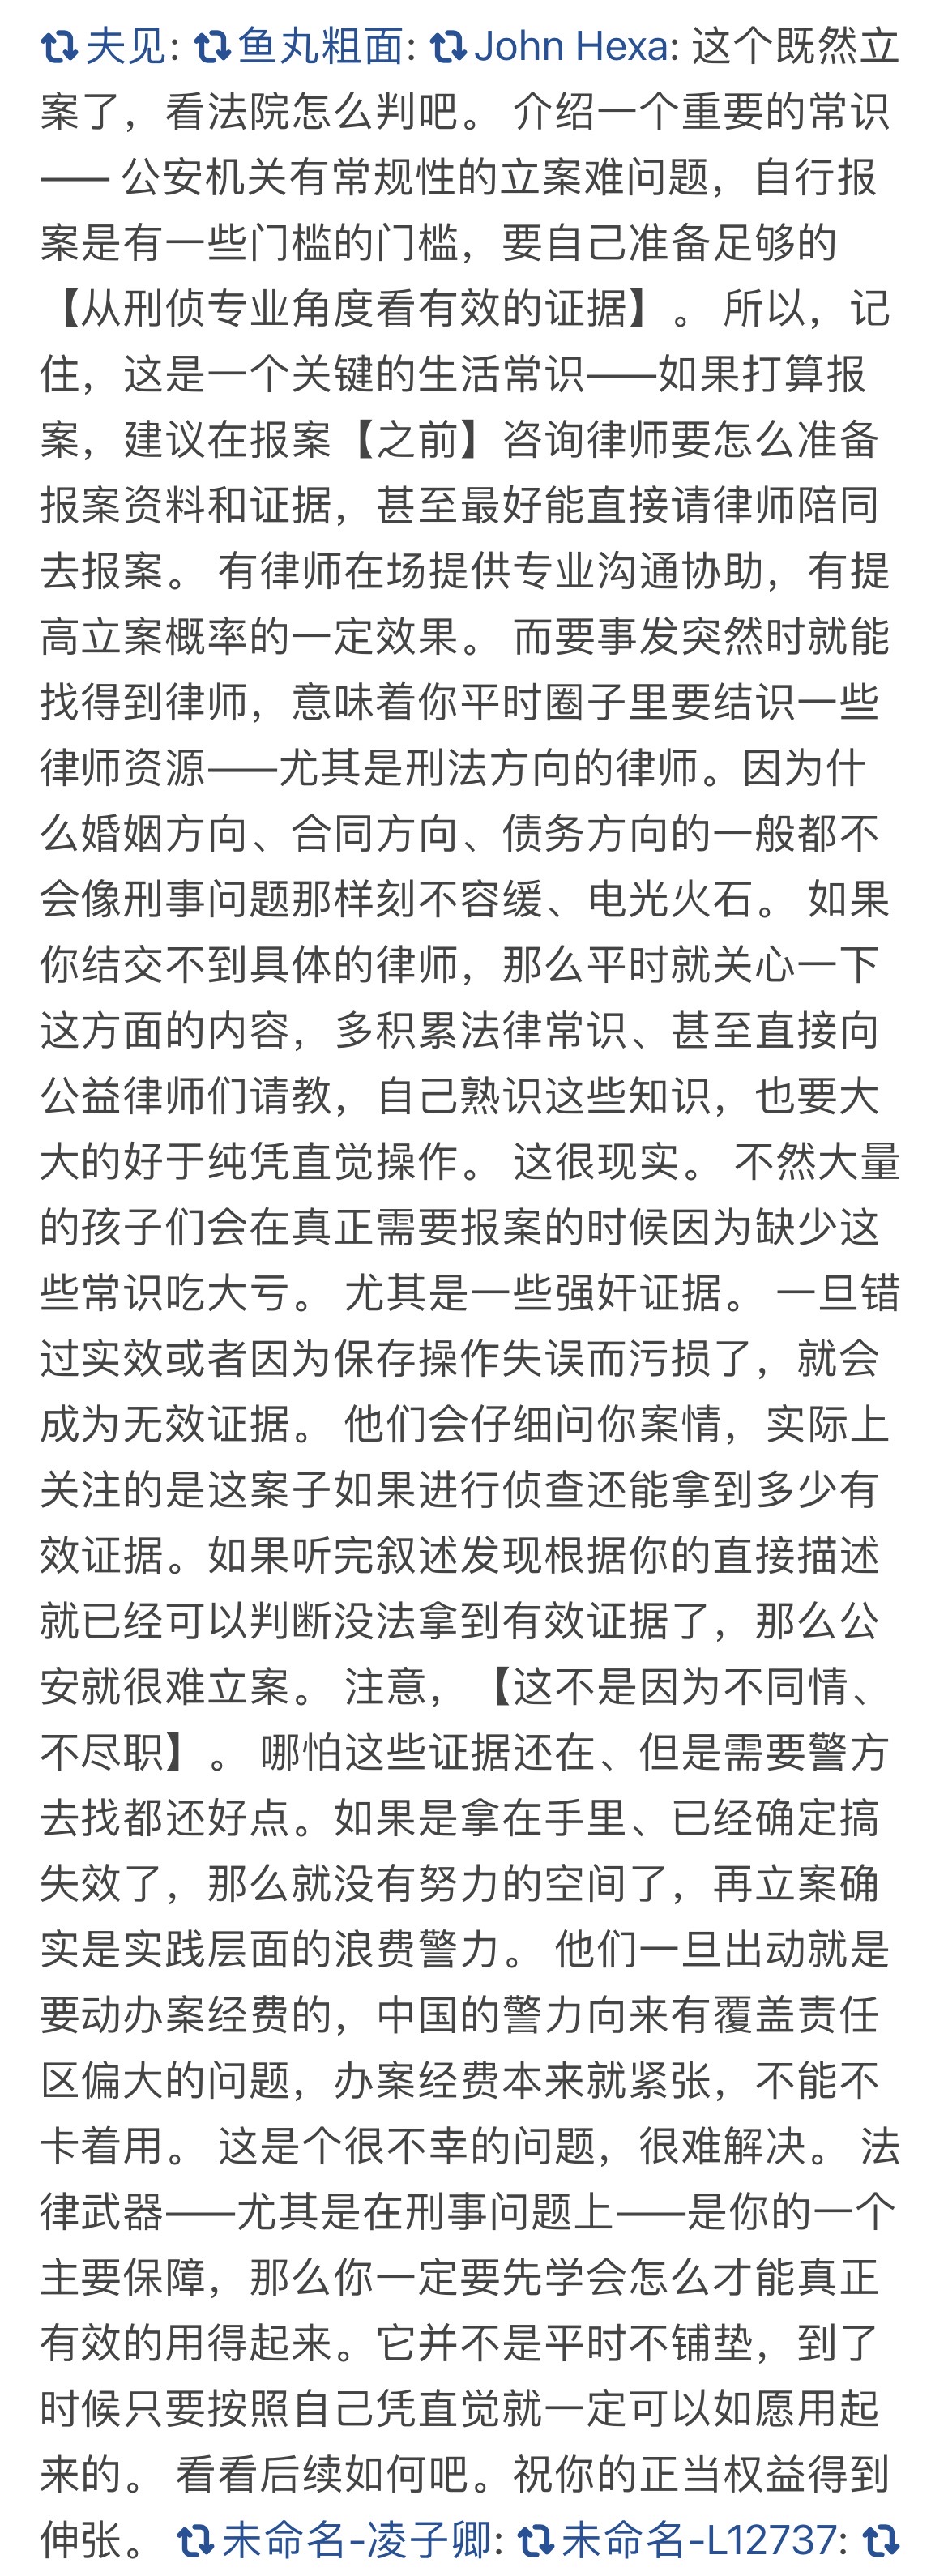 夫见: 鱼丸粗面: John Hexa: 这个既然立
案了，看法院怎么判吧。 介绍一个重要的常识
—— 公安机关有常规性的立案难问题，自行报
案是有一些门槛的门槛，要自己准备足够的
【从刑侦专业角度看有效的证据】。 所以，记
住，这是一个关键的生活常识——如果打算报
案，建议在报案【之前】咨询律师要怎么准备
报案资料和证据，甚至最好能直接请律师陪同
去报案。 有律师在场提供专业沟通协助，有提
高立案概率的一定效果。 而要事发突然时就能
找得到律师，意味着你平时圈子里要结识一些
律师资源——尤其是刑法方向的律师。因为什
么婚姻方向、合同方向、债务方向的一般都不
会像刑事问题那样刻不容缓、电光火石。 如果
你结交不到具体的律师，那么平时就关心一下
这方面的内容，多积累法律常识、甚至直接向
公益律师们请教，自己熟识这些知识，也要大
大的好于纯凭直觉操作。 这很现实。 不然大量
的孩子们会在真正需要报案的时候因为缺少这
些常识吃大亏。 尤其是一些强奸证据。 一旦错
过实效或者因为保存操作失误而污损了，就会
成为无效证据。 他们会仔细问你案情，实际上
关注的是这案子如果进行侦查还能拿到多少有
效证据。如果听完叙述发现根据你的直接描述
就已经可以判断没法拿到有效证据了，那么公
安就很难立案。 注意，【这不是因为不同情、
不尽职】。 哪怕这些证据还在、但是需要警方
去找都还好点。如果是拿在手里、已经确定搞
失效了，那么就没有努力的空间了，再立案确
实是实践层面的浪费警力。 他们一旦出动就是
要动办案经费的，中国的警力向来有覆盖责任
区偏大的问题，办案经费本来就紧张，不能不
卡着用。 这是个很不幸的问题，很难解决。 法
律武器——尤其是在刑事问题上——是你的一个
主要保障，那么你一定要先学会怎么才能真正
有效的用得起来。它并不是平时不铺垫，到了
时候只要按照自己凭直觉就一定可以如愿用起
来的。 看看后续如何吧。祝你的正当权益得到
伸张。 未命名-凌子卿: 未命名-L12737: